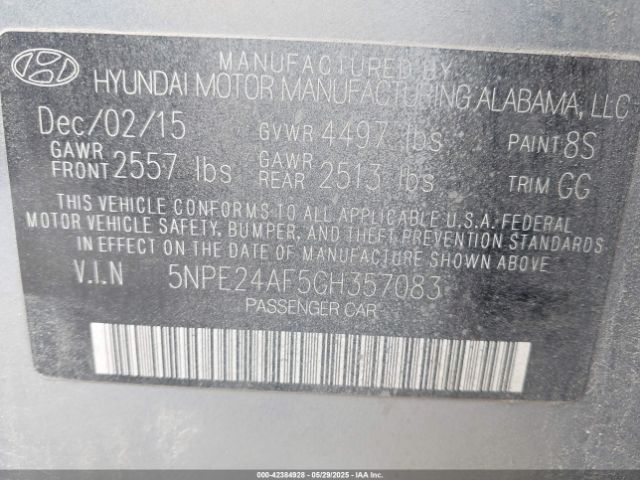 MANUFACTURED BY
HYUNDAI MOTOR MANUFACTURING ALABAMA, LLC
Dec/02/15 GVWR 4497 lbs PAINT 8S
GAWR FRONT 2557 lbs GAWR REAR 2513 lbs TRIM GG
THIS VEHICLE CONFORMS TO ALL APPLICABLE U.S.A. FEDERAL
MOTOR VEHICLE SAFETY, BUMPER, AND THEFT PREVENTION STANDARDS
IN EFFECT ON THE DATE OF MANUFACTURE SHOWN ABOVE.
V.I.N 5NPE24AF5GH357083
PASSENGER CAR
000-42384928 - 05/29/2025 - IAAI.COM